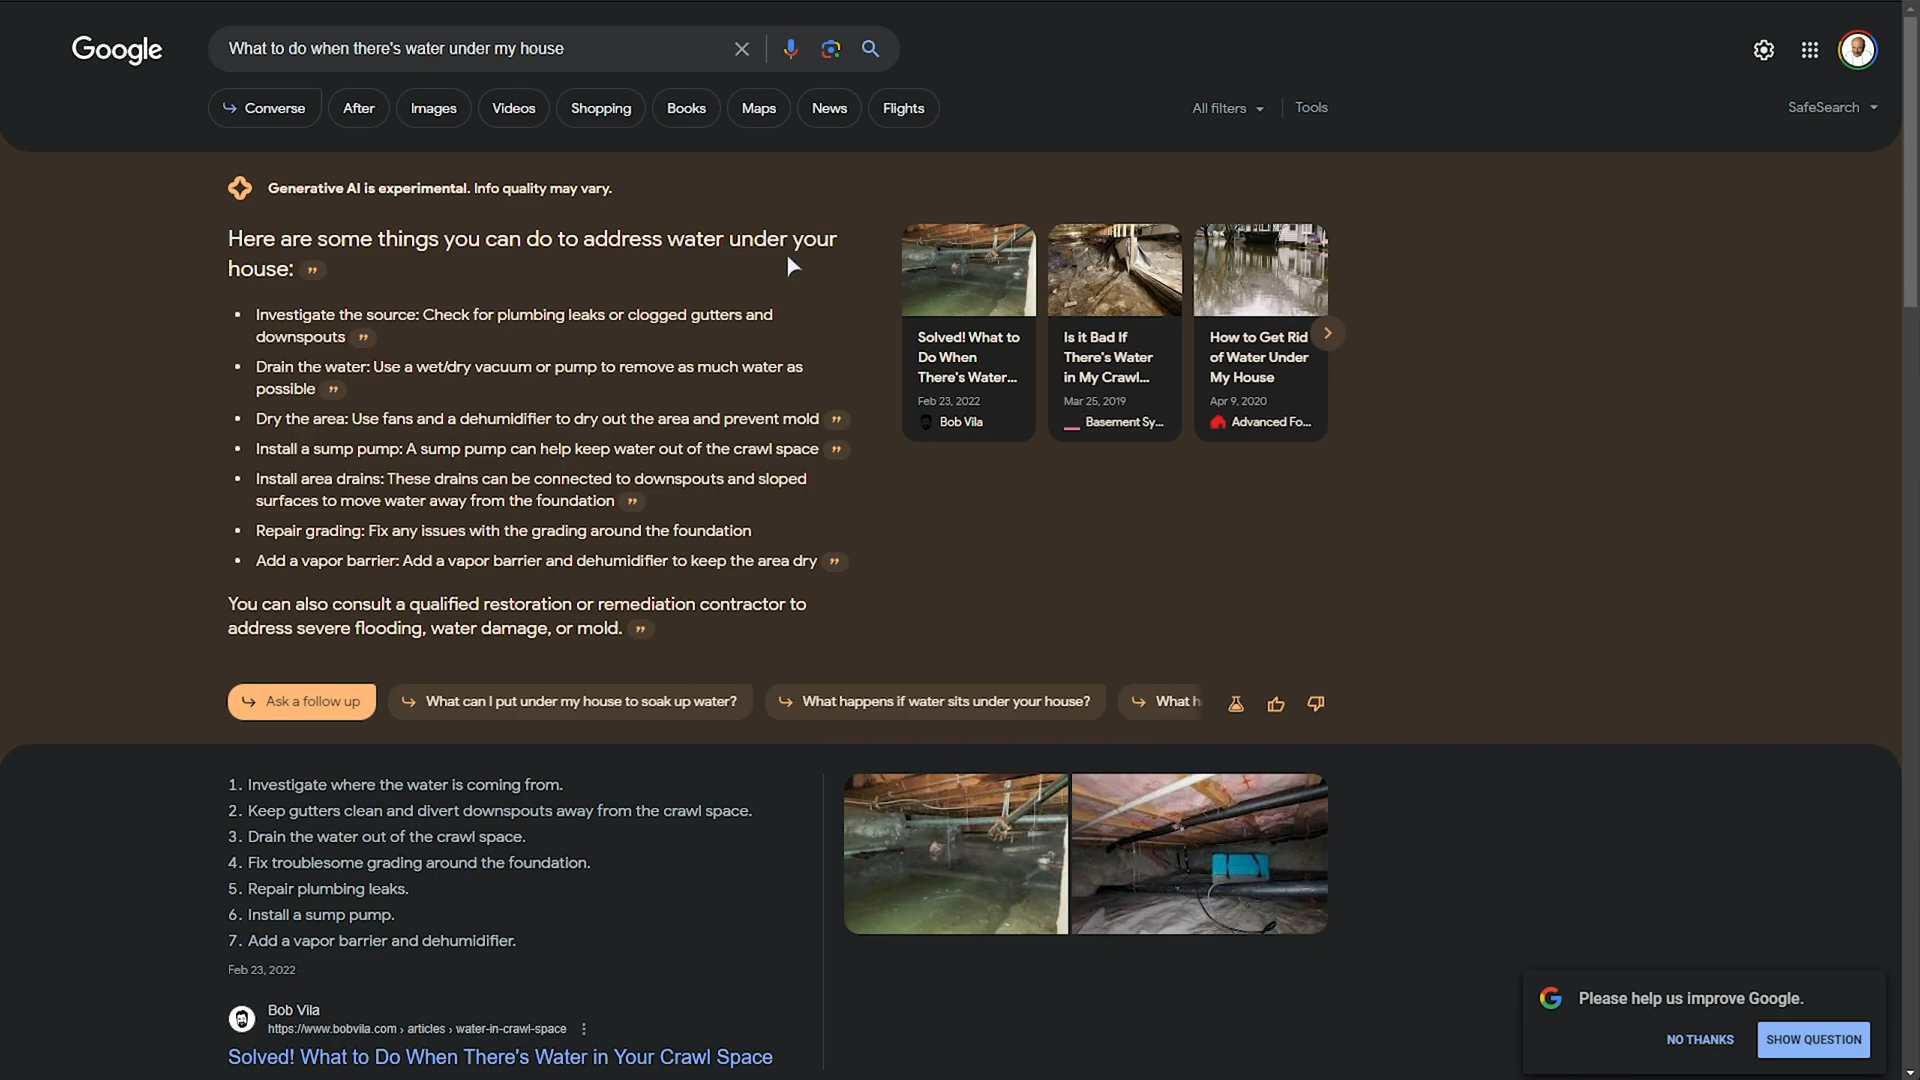 Google
What to do when there's water under my house
Converse
After
Images
Videos
Shopping
Books
Maps
News
Flights
All filters
Tools
SafeSearch
Generative AI is experimental. Info quality may vary.
Here are some things you can do to address water under your
house:
• Investigate the source: Check for plumbing leaks or clogged gutters and
downspouts
• Drain the water: Use a wet/dry vacuum or pump to remove as much water as
possible
• Dry the area: Use fans and a dehumidifier to dry out the area and prevent mold
• Install a sump pump: A sump pump can help keep water out of the crawl space
• Install area drains: These drains can be connected to downspouts and sloped
surfaces to move water away from the foundation
• Repair grading: Fix any issues with the grading around the foundation
• Add a vapor barrier: Add a vapor barrier and dehumidifier to keep the area dry
You can also consult a qualified restoration or remediation contractor to
address severe flooding, water damage, or mold.
Solved! What to
Do When
There's Water...
Feb 23, 2022
Bob Vila
Is it Bad If
There's Water
in My Crawl...
Mar 25, 2019
Basement Sy...
How to Get Rid
of Water Under
My House
Apr 9, 2020
Advanced Fo...
Ask a follow up
What can I put under my house to soak up water?
What happens if water sits under your house?
What h
1. Investigate where the water is coming from.
2. Keep gutters clean and divert downspouts away from the crawl space.
3. Drain the water out of the crawl space.
4. Fix troublesome grading around the foundation.
5. Repair plumbing leaks.
6. Install a sump pump.
7. Add a vapor barrier and dehumidifier.
Feb 23, 2022
Bob Vila
https://www.bobvila.com › articles › water-in-crawl-space
Solved! What to Do When There's Water in Your Crawl Space
Please help us improve Google.
NO THANKS
SHOW QUESTION